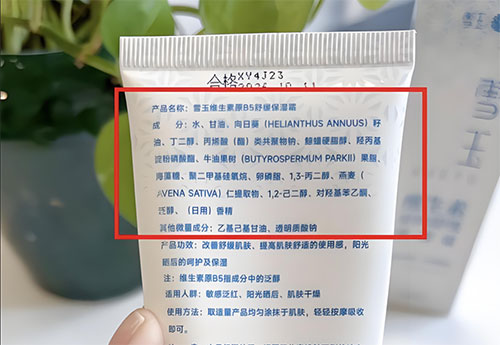 合格XY4J23
2026 10 11
产品名称：雪玉维生素原B5舒缓保湿霜
成　分：水、甘油、向日葵（HELIANTHUS ANNUUS）籽
油、丁二醇、丙烯酸（酯）类共聚物钠、鲸蜡硬脂醇、羟丙基
淀粉磷酸酯、牛油果树（BUTYROSPERMUM PARKII）果脂、
海藻糖、聚二甲基硅氧烷、卵磷脂、1,3-丙二醇、燕麦（
AVENA SATIVA）仁提取物、1,2-己二醇、对羟基苯乙酮、
泛醇、（日用）香精
其他微量成分：乙基己基甘油、透明质酸钠
产品功效：改善舒缓肌肤、提高肌肤舒适的使用感，阳光
晒后的呵护及保湿
注：维生素原B5指成分中的泛醇
适用人群：敏感泛红、阳光晒后、肌肤干燥
使用方法：取适量产品均匀涂抹于肌肤，轻轻按摩吸收
即可。
雪玉
维生素